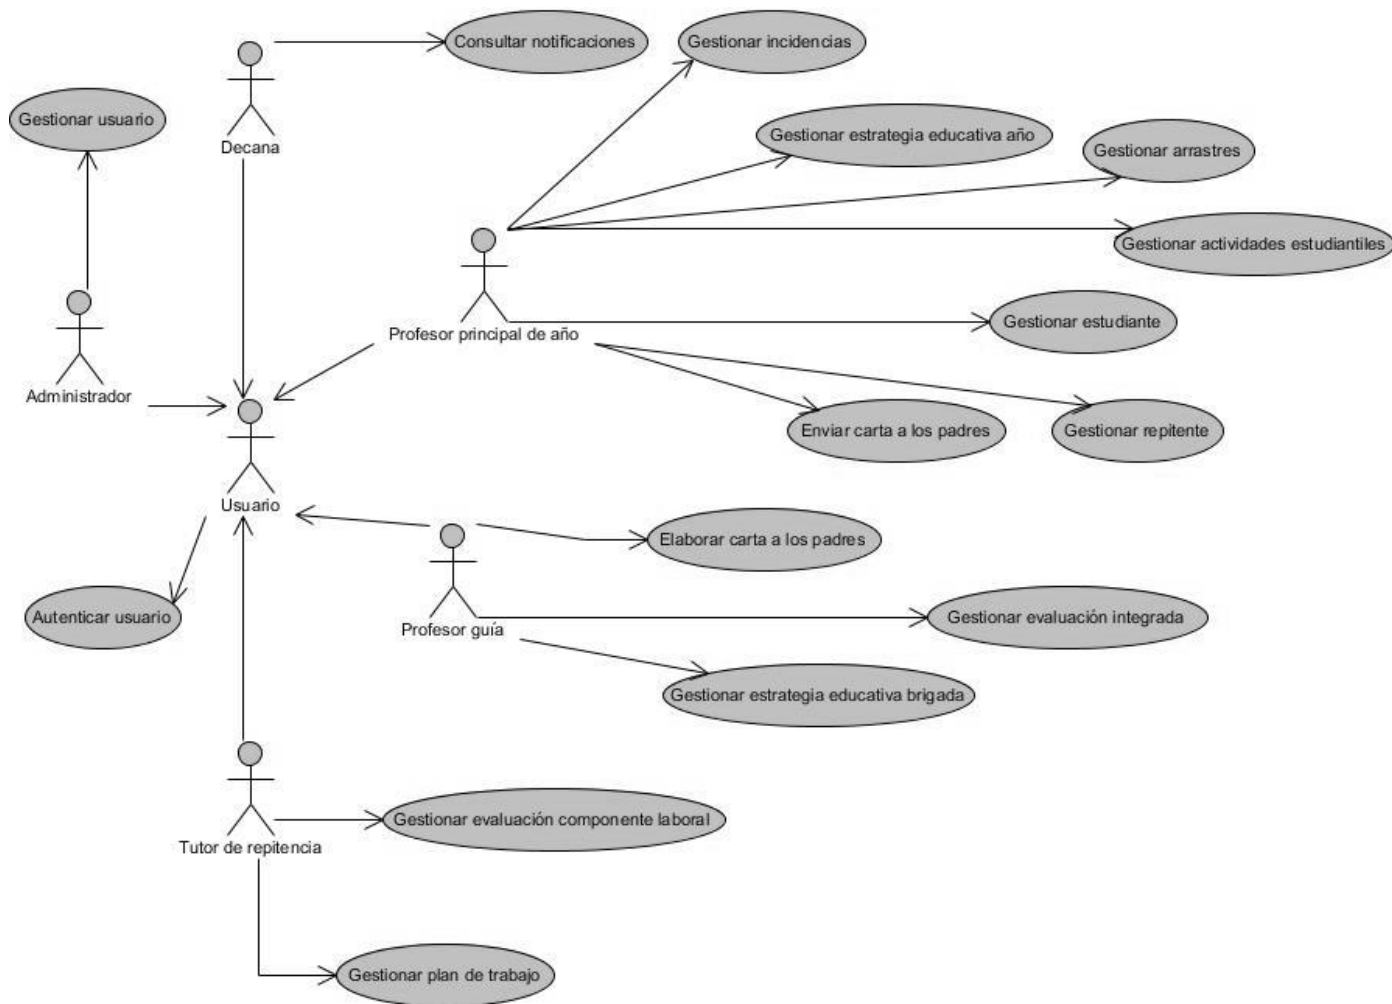 Consultar notificaciones
Gestionar incidencias
Gestionar usuario
Decana
Gestionar estrategia educativa año
Gestionar arrastres
Gestionar actividades estudiantiles
Profesor principal de año
Gestionar estudiante
Administrador
Enviar carta a los padres
Gestionar repitente
Usuario
Elaborar carta a los padres
Autenticar usuario
Profesor guía
Gestionar evaluación integrada
Gestionar estrategia educativa brigada
Gestionar evaluación componente laboral
Tutor de repitencia
Gestionar plan de trabajo